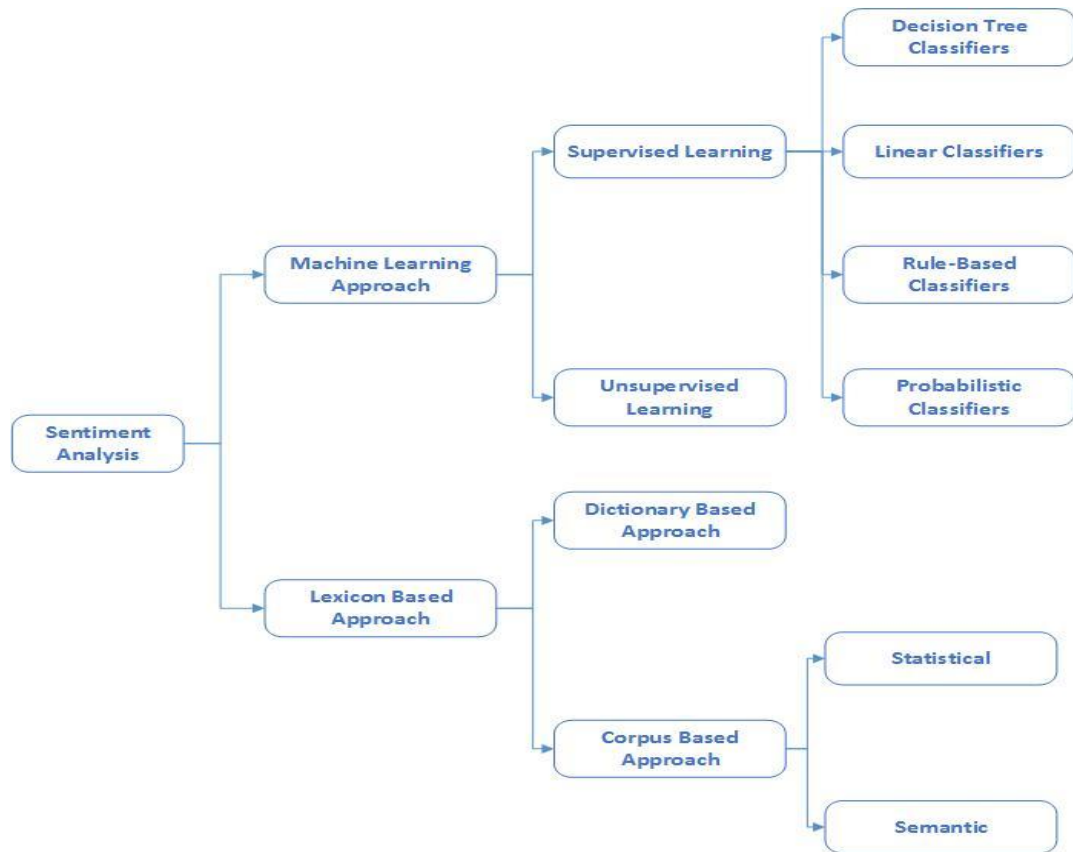 Decision Tree
Classifiers
Supervised Learning
Linear Classifiers
Machine Learning
Approach
Rule-Based
Classifiers
Unsupervised
Learning
Probabilistic
Classifiers
Sentiment
Analysis
Dictionary Based
Approach
Lexicon Based
Approach
Statistical
Corpus Based
Approach
Semantic